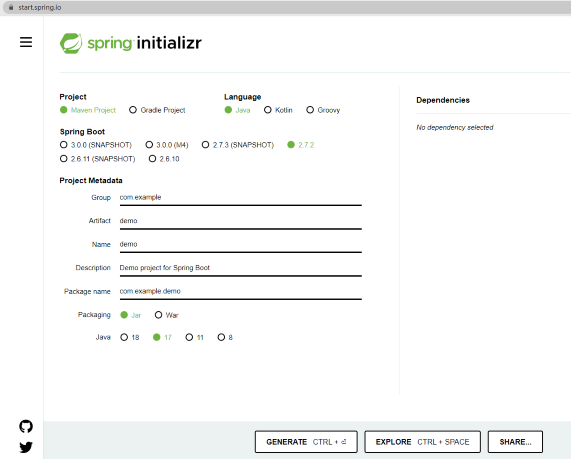 start.spring.io
spring initializr
Project
Maven Project Gradle Project
Language
Java Kotlin Groovy
Spring Boot
3.0.0 (SNAPSHOT) 3.0.0 (M4) 2.7.3 (SNAPSHOT) 2.7.2
2.6.11 (SNAPSHOT) 2.6.10
Project Metadata
Group com.example
Artifact demo
Name demo
Description Demo project for Spring Boot
Package name com.example.demo
Packaging Jar War
Java 18 17 11 8
Dependencies
No dependency selected
GENERATE CTRL + ⏎ EXPLORE CTRL + SPACE SHARE...